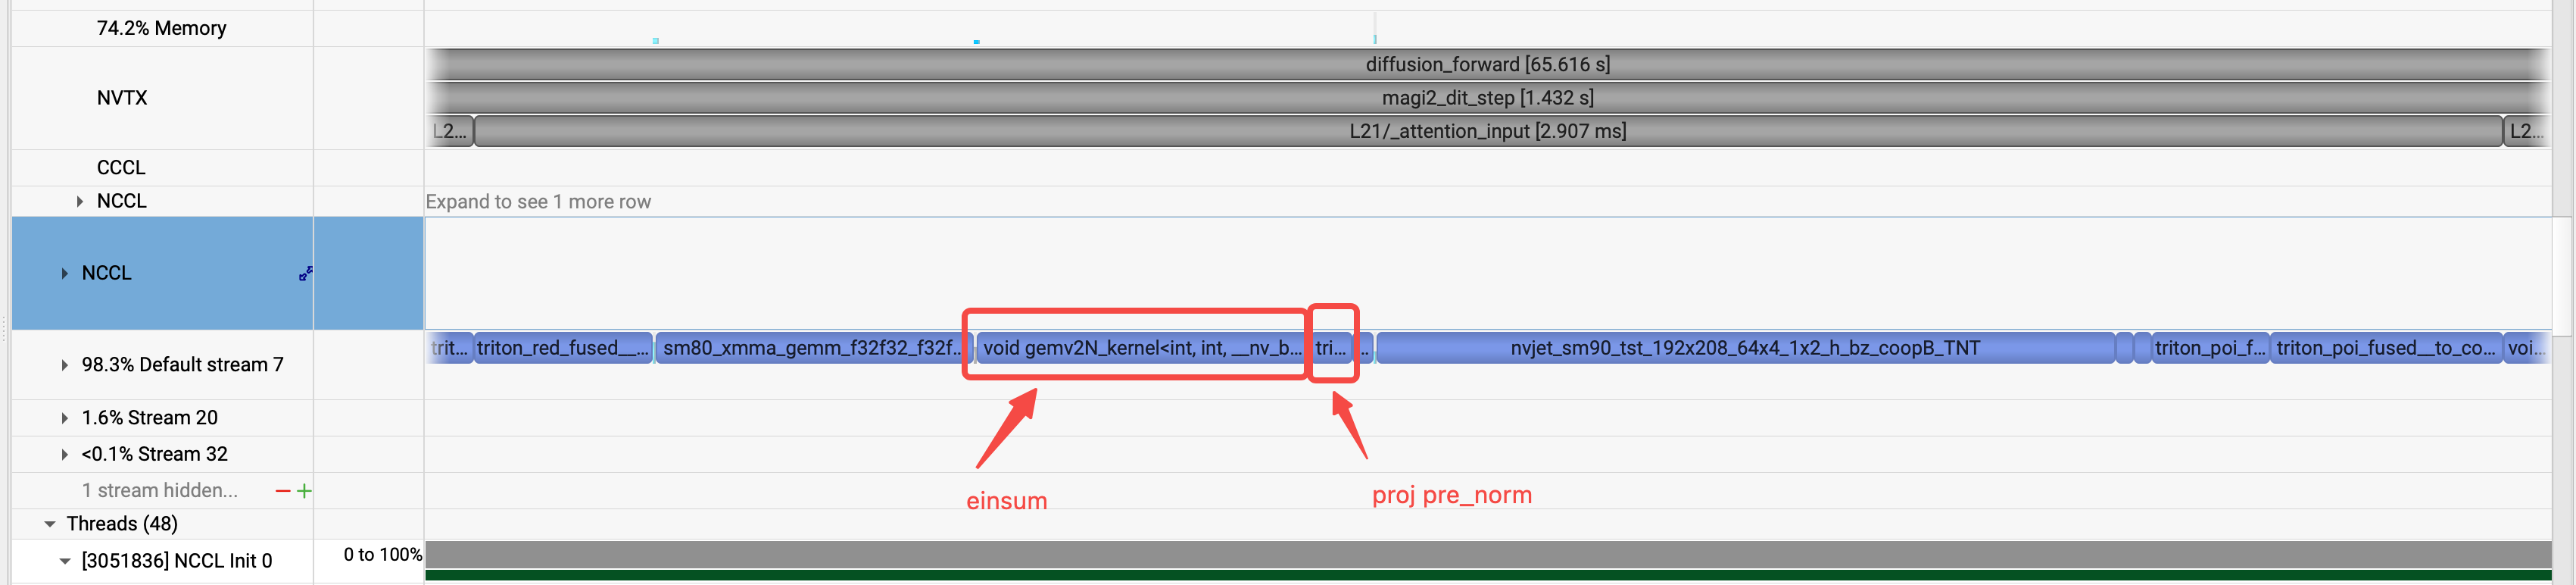 74.2% Memory
diffusion_forward [65.616 s]
NVTX
magi2_dit_step [1.432 s]
L2...
L21/_attention_input [2.907 ms]
L2...
CCCL
NCCL
Expand to see 1 more row
NCCL
98.3% Default stream 7
trit...
triton_red_fused__...
sm80_xmma_gemm_f32f32_f32f...
void gemv2N_kernel<int, int, __nv_b...
tri...
..
nvjet_sm90_tst_192x208_64x4_1x2_h_bz_coopB_TNT
triton_poi_f...
triton_poi_fused__to_co...
voi...
1.6% Stream 20
<0.1% Stream 32
1 stream hidden...
einsum
proj pre_norm
Threads (48)
[3051836] NCCL Init 0
0 to 100%